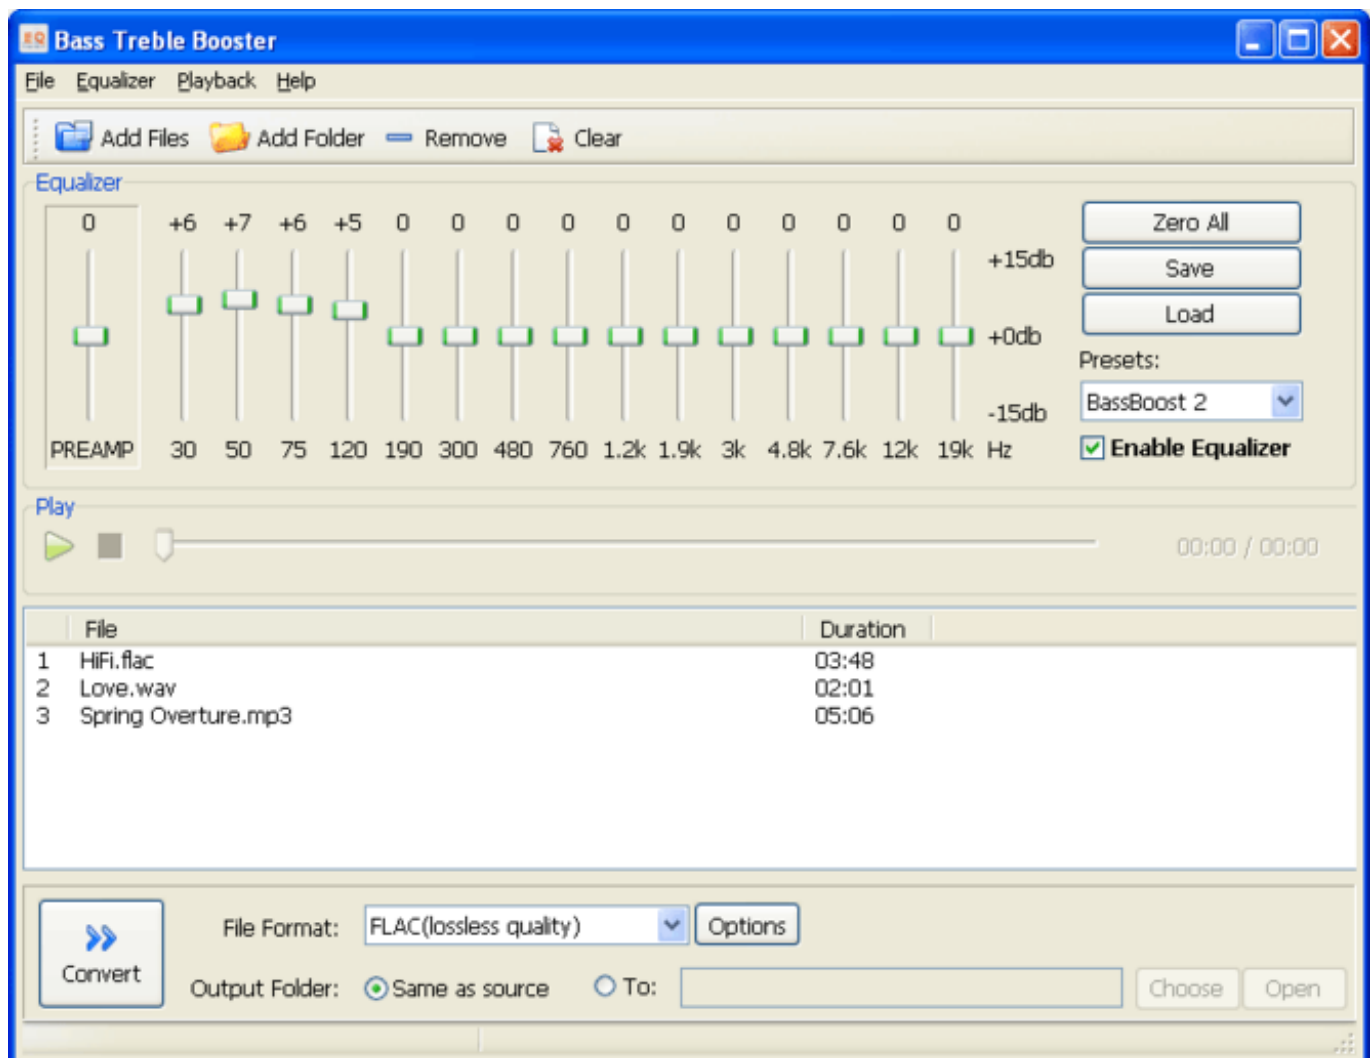 EQ Bass Treble Booster
File Equalizer Playback Help
Add Files Add Folder Remove Clear
Equalizer
0 +6 +7 +6 +5 0 0 0 0 0 0 0 0 0 0 0
+15db
+0db
-15db
PREAMP 30 50 75 120 190 300 480 760 1.2k 1.9k 3k 4.8k 7.6k 12k 19k Hz
Zero All
Save
Load
Presets:
BassBoost 2
Enable Equalizer
Play
00:00 / 00:00
File Duration
1 HiFi.flac 03:48
2 Love.wav 02:01
3 Spring Overture.mp3 05:06
Convert
File Format: FLAC(lossless quality) Options
Output Folder: Same as source To: Choose Open